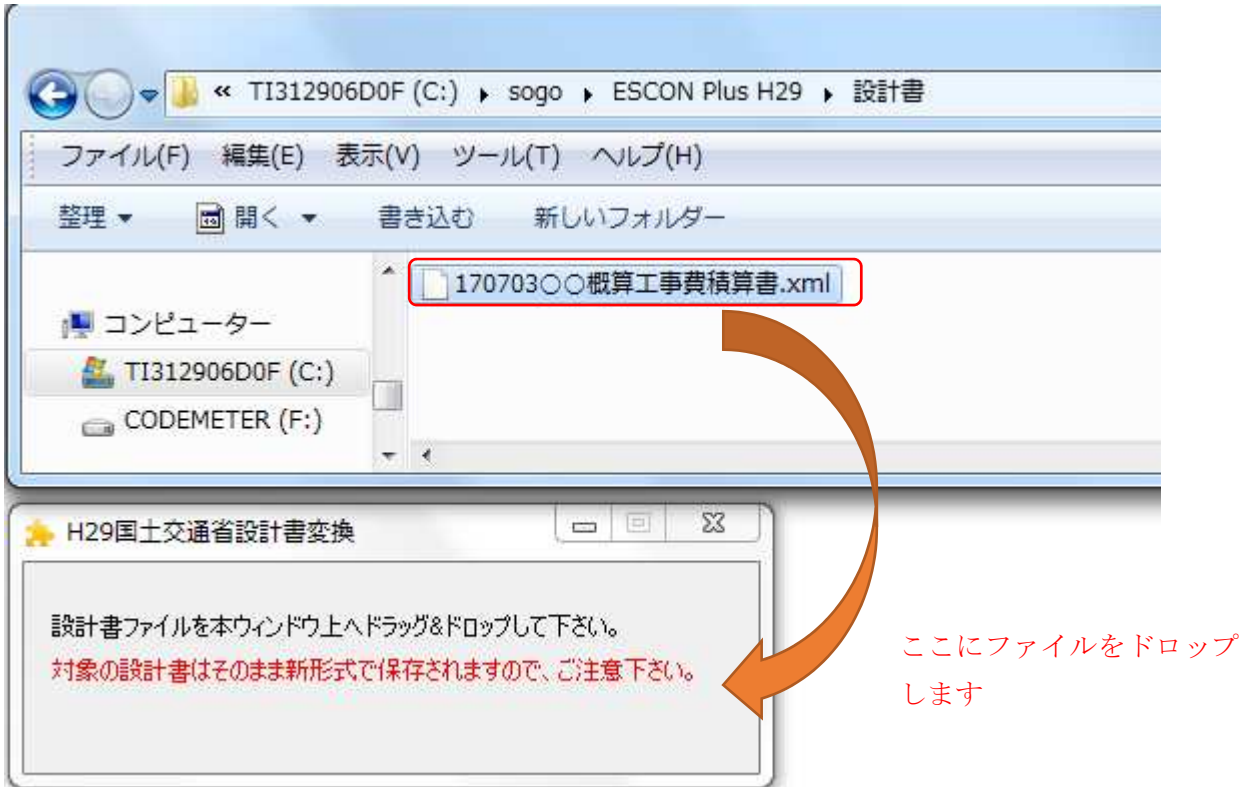 « TI312906D0F (C:) ▸ sogo ▸ ESCON Plus H29 ▸ 設計書
ファイル(F) 編集(E) 表示(V) ツール(T) ヘルプ(H)
整理 ▼ 開く ▼ 書き込む 新しいフォルダー
170703○○概算工事費積算書.xml
コンピューター
TI312906D0F (C:)
CODEMETER (F:)
H29国土交通省設計書変換
設計書ファイルを本ウィンドウ上へドラッグ&ドロップして下さい。
対象の設計書はそのまま新形式で保存されますので、ご注意下さい。
ここにファイルをドロップ
します